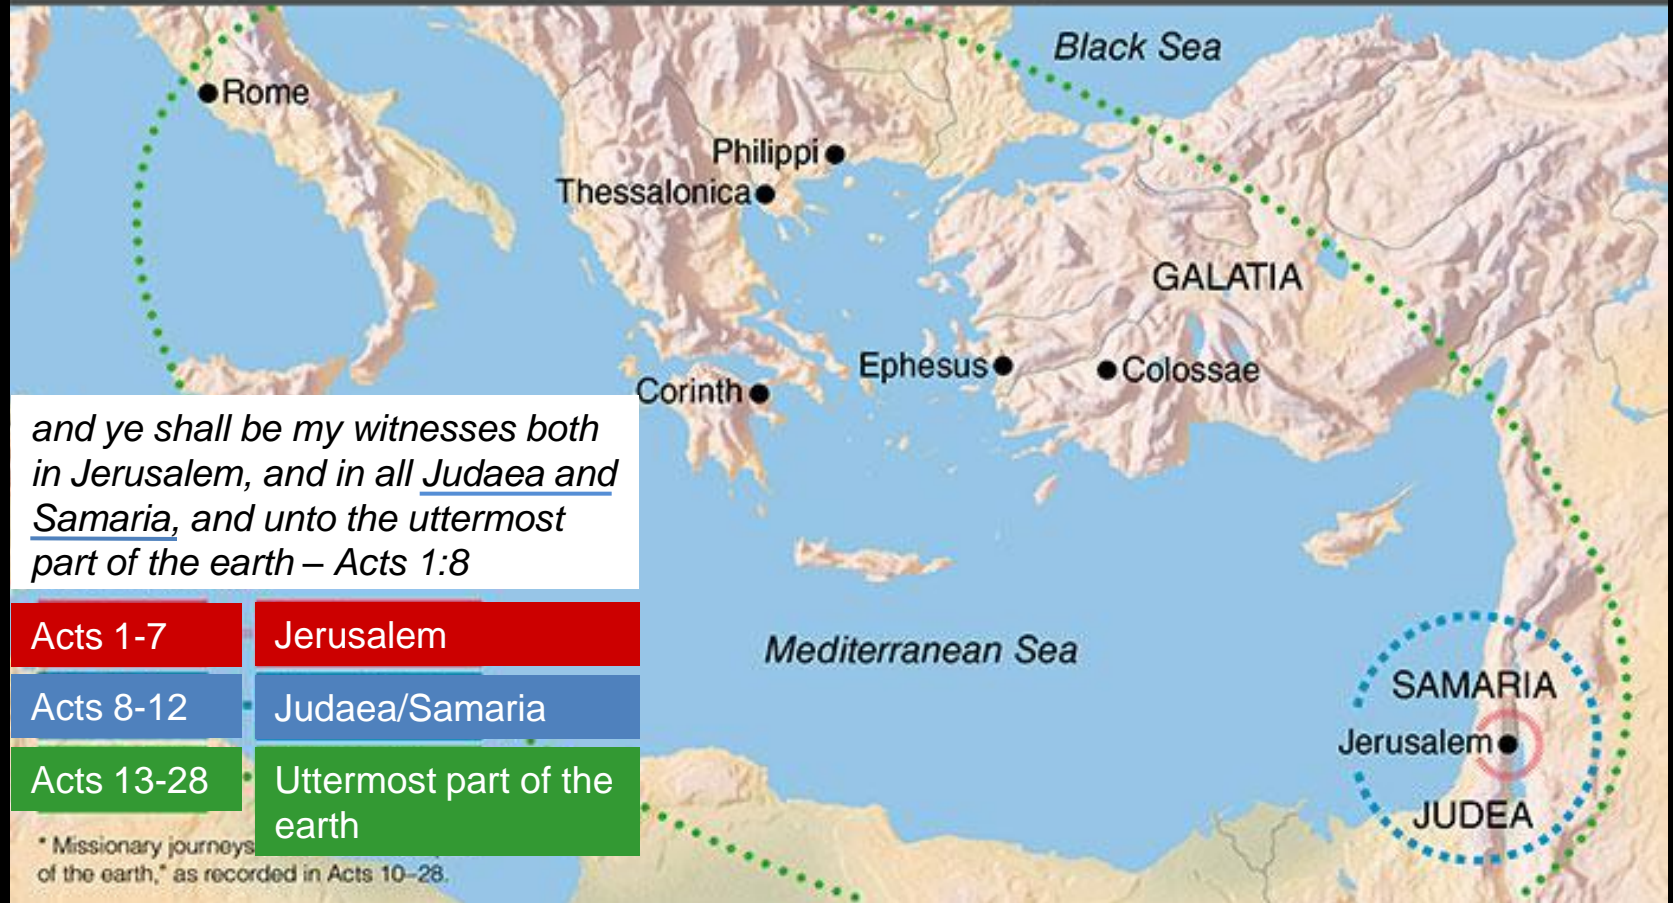 Black Sea
Rome
Philippi
Thessalonica
GALATIA
Ephesus
Colossae
Corinth
and ye shall be my witnesses both
in Jerusalem, and in all Judaea and
Samaria, and unto the uttermost
part of the earth – Acts 1:8
Acts 1-7 Jerusalem
Mediterranean Sea
SAMARIA
Acts 8-12 Judaea/Samaria
Jerusalem
Acts 13-28 Uttermost part of the
earth
JUDEA
* Missionary journeys
of the earth," as recorded in Acts 10–28.